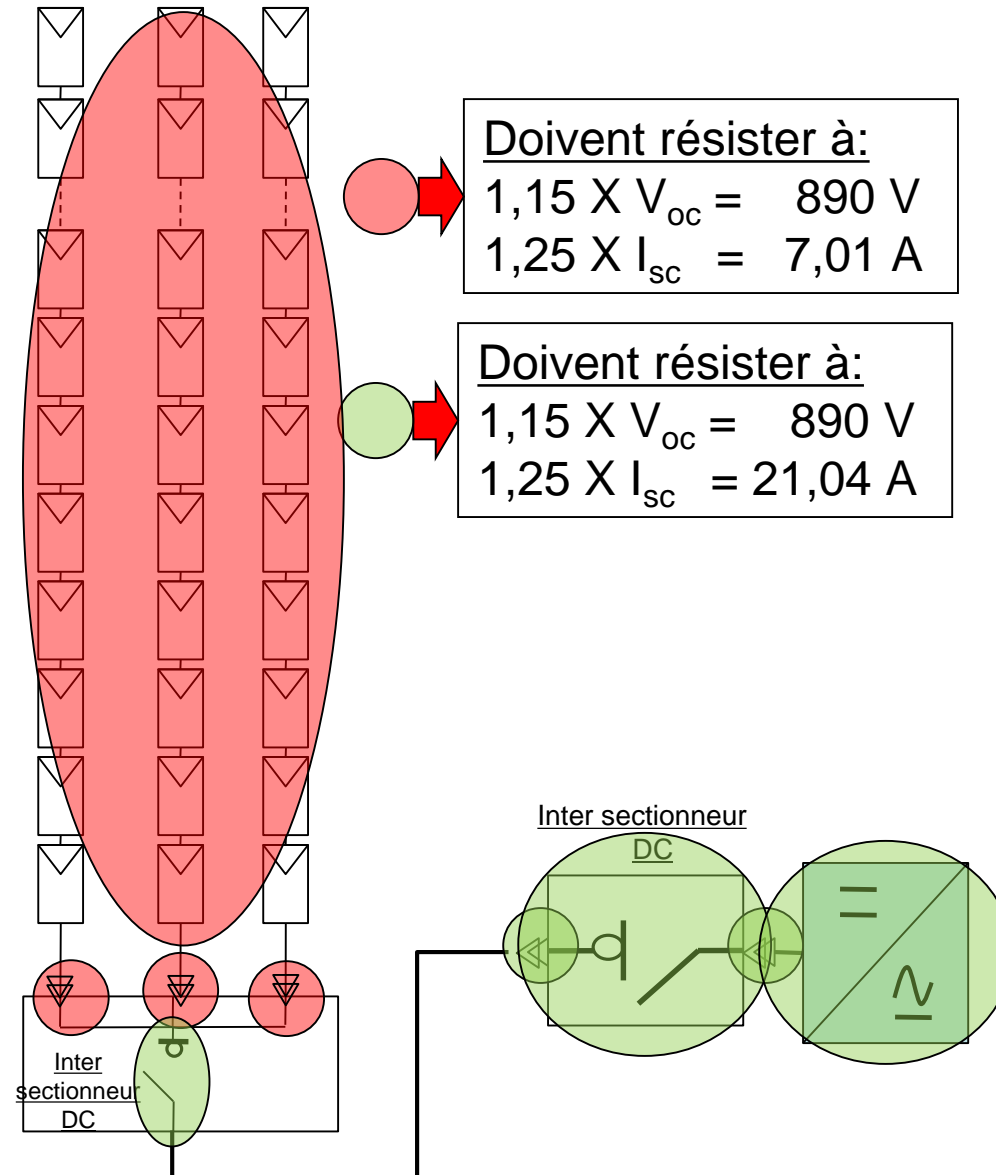 Doivent résister à:
1,15 X Voc = 890 V
1,25 X Isc = 7,01 A
Doivent résister à:
1,15 X Voc = 890 V
1,25 X Isc = 21,04 A
Inter sectionneur
DC
Inter
sectionneur
DC